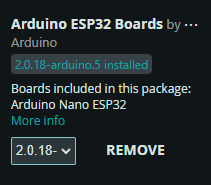 Arduino ESP32 Boards by ...
Arduino
2.0.18-arduino.5 installed
Boards included in this package:
Arduino Nano ESP32
More info
2.0.18- REMOVE